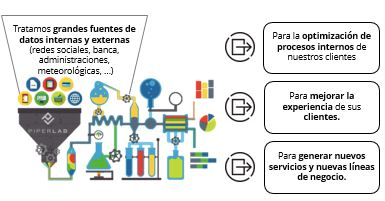 Tratamos grandes fuentes de
datos internas y externas
(redes sociales, banca,
administraciones,
meteorológicas, ...)
PIPERLAB
Para la optimización de
procesos internos de
nuestros clientes
Para mejorar la
experiencia de sus
clientes.
Para generar nuevos
servicios y nuevas líneas
de negocio.